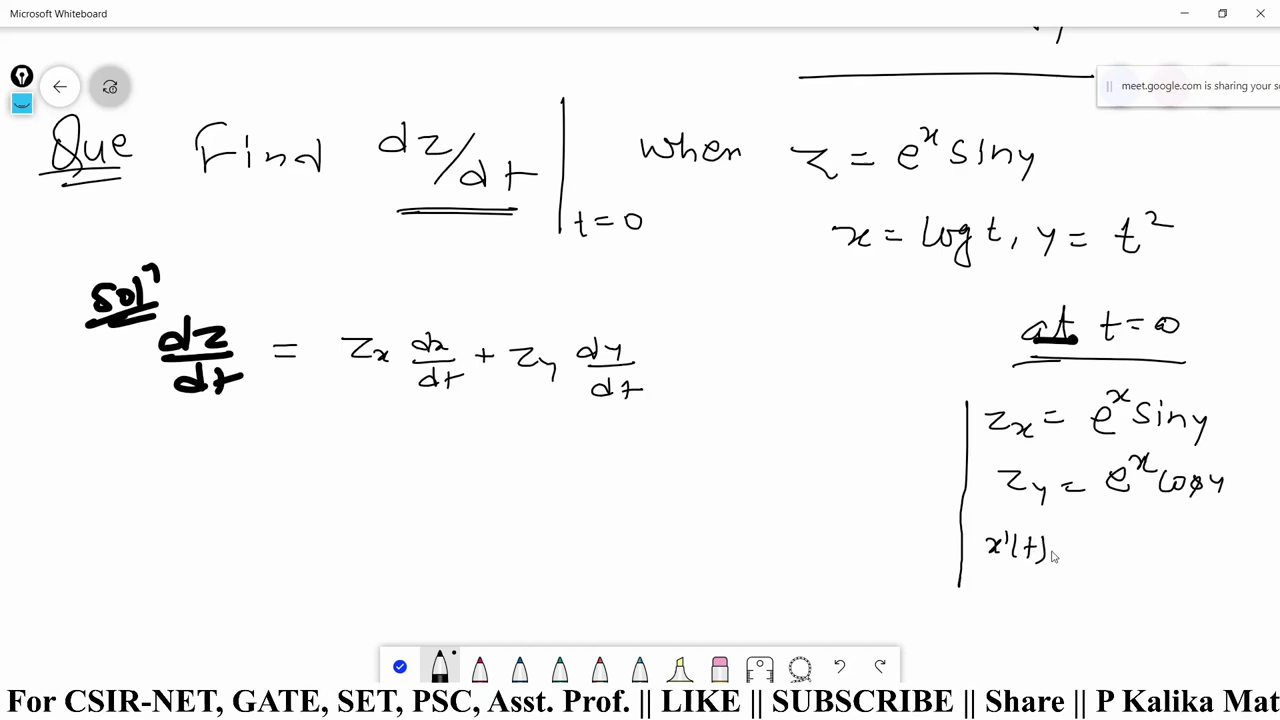 Microsoft Whiteboard
meet.google.com is sharing your s
Que Find dz/dt | t=0 when z = e^x sin y
x = log t, y = t^2
at t=0
Sol^n
dz/dt = Z_x dx/dt + Z_y dy/dt
Z_x = e^x sin y
Z_y = e^x cos y
x'(t)
For CSIR-NET, GATE, SET, PSC, Asst. Prof. || LIKE || SUBSCRIBE || Share || P Kalika Mat